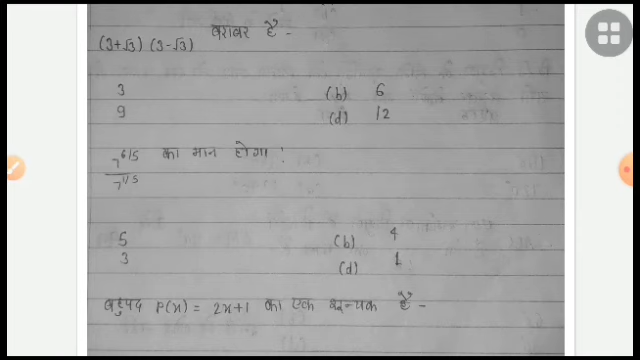 (3+√3) (3-√3) बराबर है -
3 (b) 6
9 (d) 12
7^6/5 / 7^1/5 का मान होगा :
5 (b) 4
3 (d) 1
बहुपद P(x) = 2x+1 का एक शून्यक है -